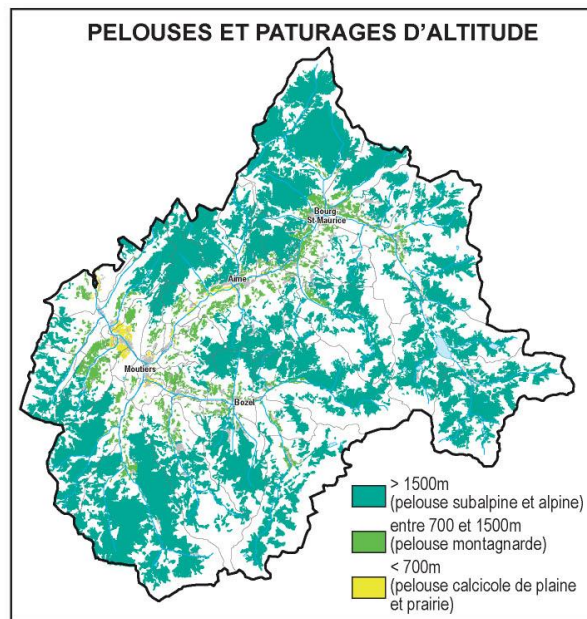 PELOUSES ET PATURAGES D'ALTITUDE
Bourg
St-Maurice
Aime
Moutiers
Bozel
> 1500m
(pelouse subalpine et alpine)
entre 700 et 1500m
(pelouse montagnarde)
< 700m
(pelouse calcicole de plaine
et prairie)